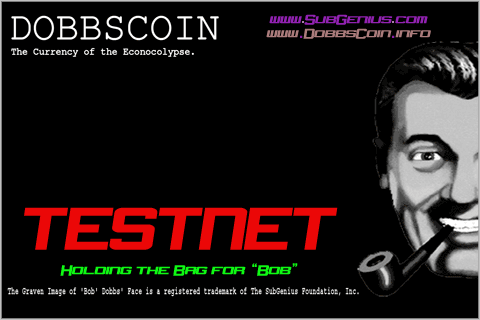 DOBBSCOIN
The Currency of the Econocolypse.
www.SubGenius.com
www.DobbsCoin.info
TESTNET
Holding the Bag for "Bob"
The Graven Image of 'Bob' Dobbs' Face is a registered trademark of The SubGenius Foundation, Inc.